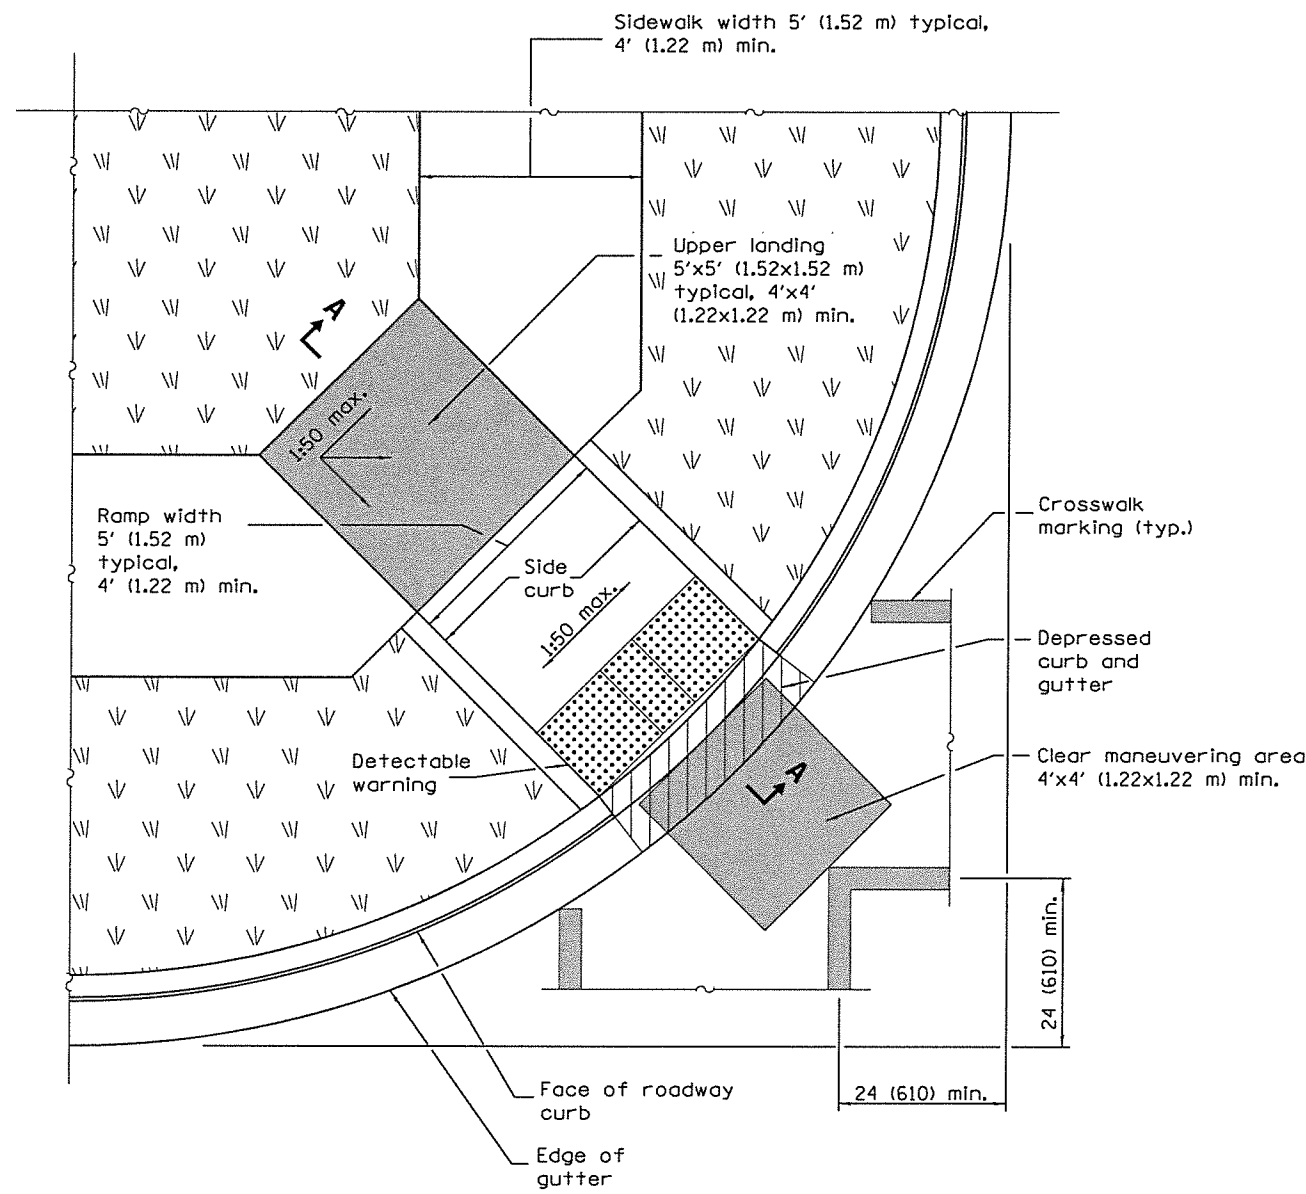 Sidewalk width 5' (1.52 m) typical,
4' (1.22 m) min.
Upper landing
5'x5' (1.52x1.52 m)
typical, 4'x4'
(1.22x1.22 m) min.
A
1:50 max.
Ramp width
5' (1.52 m)
typical,
4' (1.22 m) min.
Side
curb
1:50 max.
Crosswalk
marking (typ.)
Depressed
curb and
gutter
Detectable
warning
A
Clear maneuvering area
4'x4' (1.22x1.22 m) min.
24 (610) min.
24 (610) min.
Face of roadway
curb
Edge of
gutter